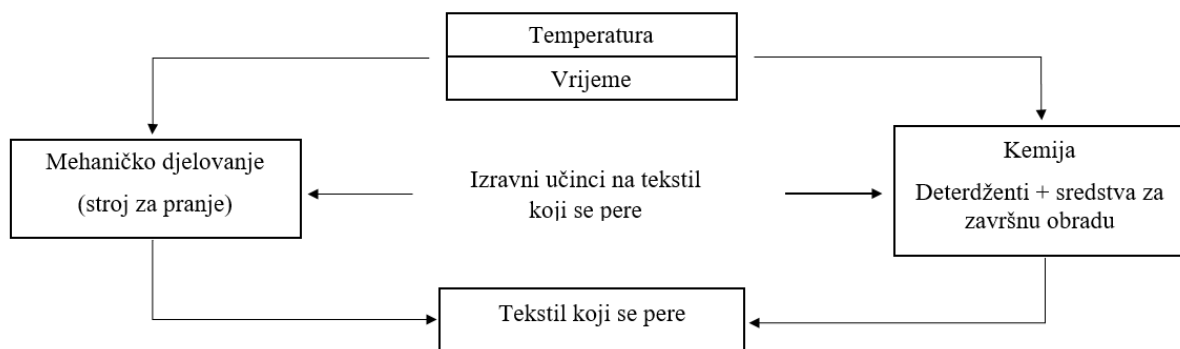 Temperatura
Vrijeme
Mehaničko djelovanje
(stroj za pranje)
Izravni učinci na tekstil
koji se pere
Kemija
Deterdženti + sredstva za
završnu obradu
Tekstil koji se pere